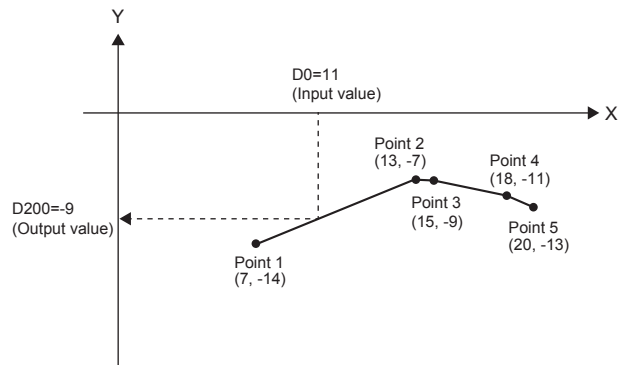 Y
D0=11
(Input value)
X
Point 2
(13, -7)
Point 4
(18, -11)
Point 3
(15, -9)
D200=-9
(Output value)
Point 5
(20, -13)
Point 1
(7, -14)